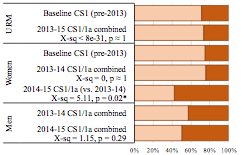 URM
Baseline CS1 (pre-2013)
2013-15 CS1/1a combined
X-sq < 8e-31, p ≈ 1
Women
Baseline CS1 (pre-2013)
2013-14 CS1/1a combined
X-sq = 0, p ≈ 1
2014-15 CS1/1a (vs. 2013-14)
X-sq = 5.11, p = 0.02*
Men
2013-14 CS1/1a combined
2014-15 CS1/1a combined
X-sq = 1.15, p = 0.29
0% 20% 40% 60% 80% 100%